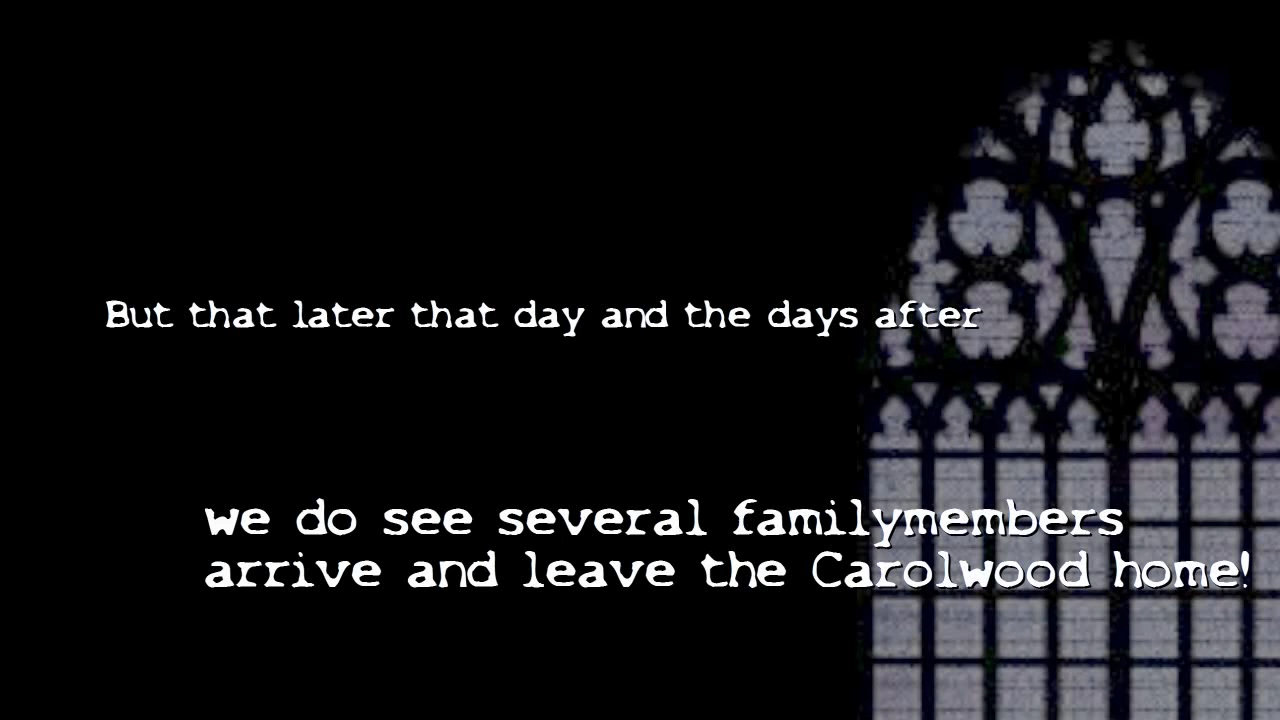 But that later that day and the days after
we do see several familymembers
arrive and leave the Carolwood home!